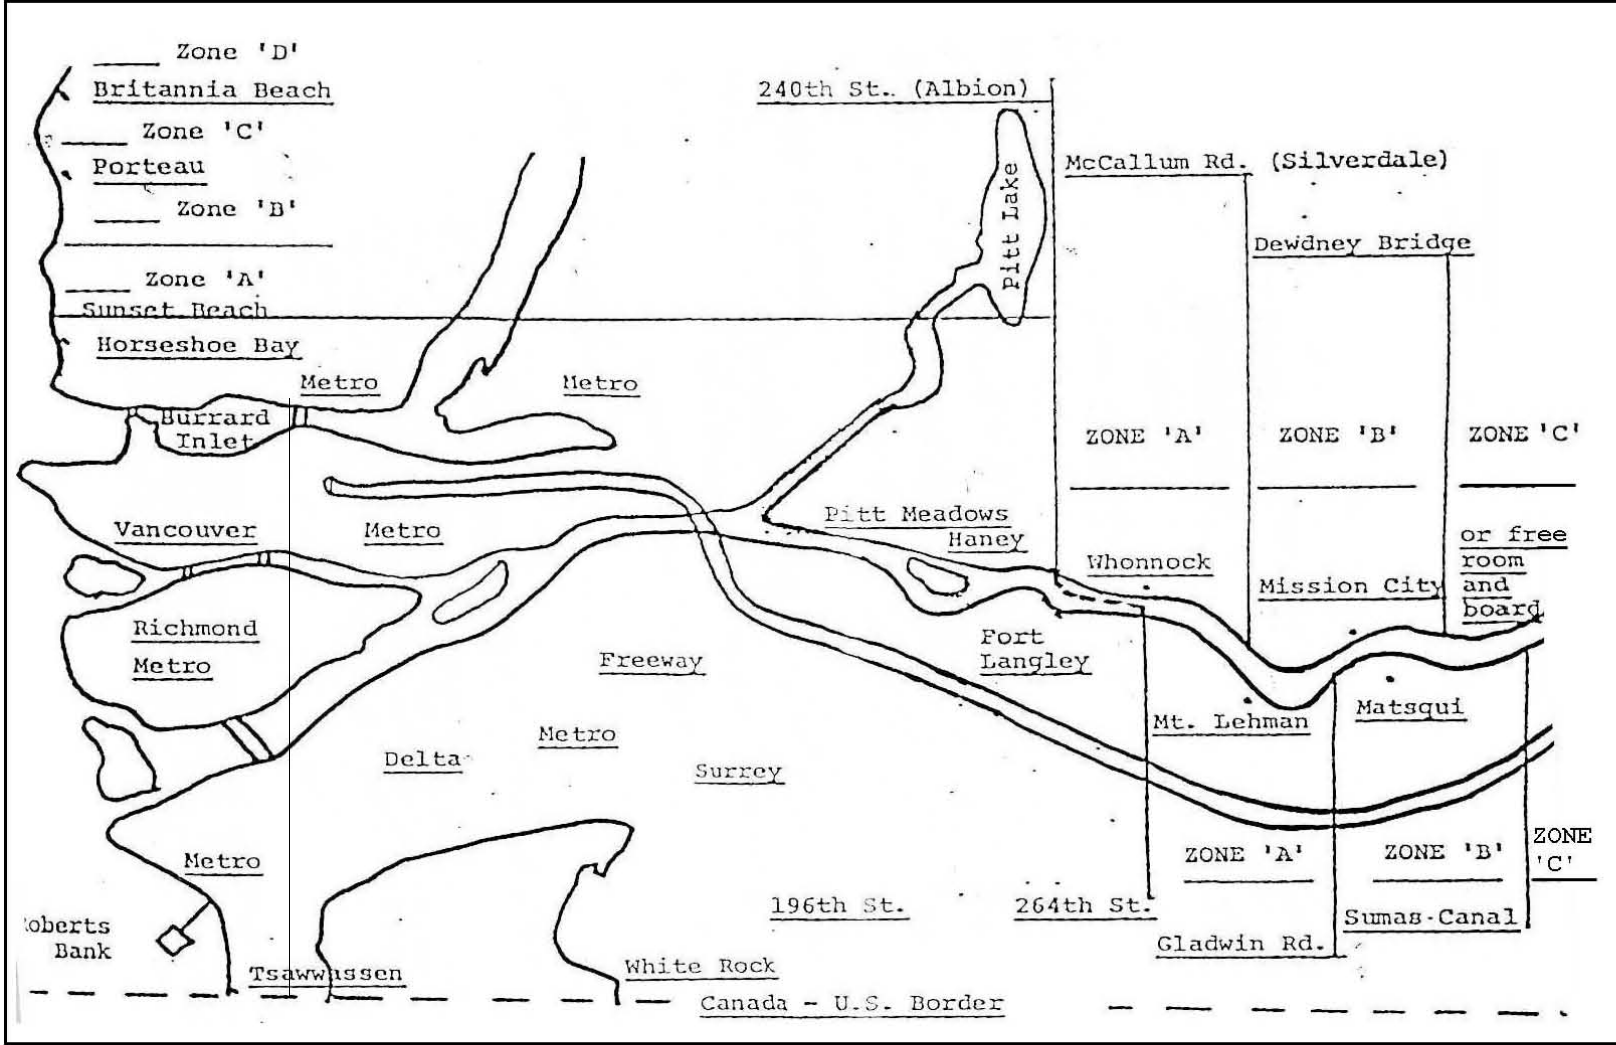 Zone 'D'
Britannia Beach
Zone 'C'
Porteau
Zone 'B'
Zone 'A'
Sunset Beach
Horseshoe Bay
Metro
Metro
Burrard
Inlet
240th St. (Albion)
Pitt Lake
McCallum Rd. (Silverdale)
Dewdney Bridge
ZONE 'A'
ZONE 'B'
ZONE 'C'
or free
room
and
board
Vancouver
Metro
Pitt Meadows
Haney
Whonnock
Mission City
Richmond
Metro
Freeway
Fort
Langley
Mt. Lehman
Matsqui
Delta
Metro
Surrey
ZONE 'A'
ZONE 'B'
ZONE
'C'
Metro
196th St.
264th St.
Gladwin Rd.
Sumas-Canal
oberts
Bank
Tsawwassen
White Rock
Canada - U.S. Border